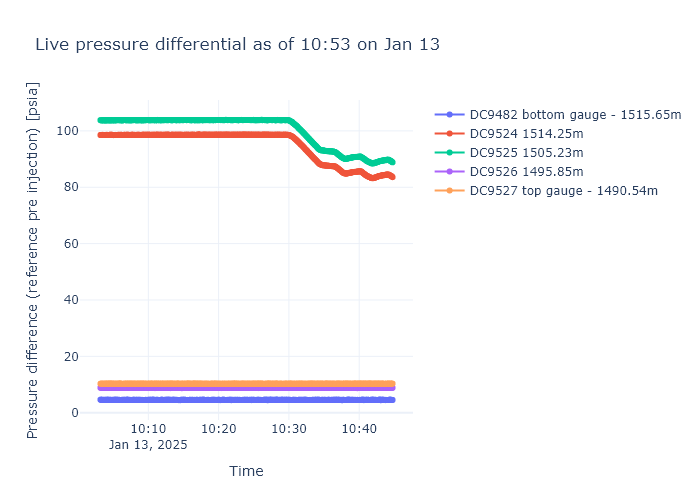 Live pressure differential as of 10:53 on Jan 13
Pressure difference (reference pre injection) [psia]
100
80
60
40
20
0
10:10
Jan 13, 2025
10:20
10:30
10:40
Time
DC9482 bottom gauge - 1515.65m
DC9524 1514.25m
DC9525 1505.23m
DC9526 1495.85m
DC9527 top gauge - 1490.54m